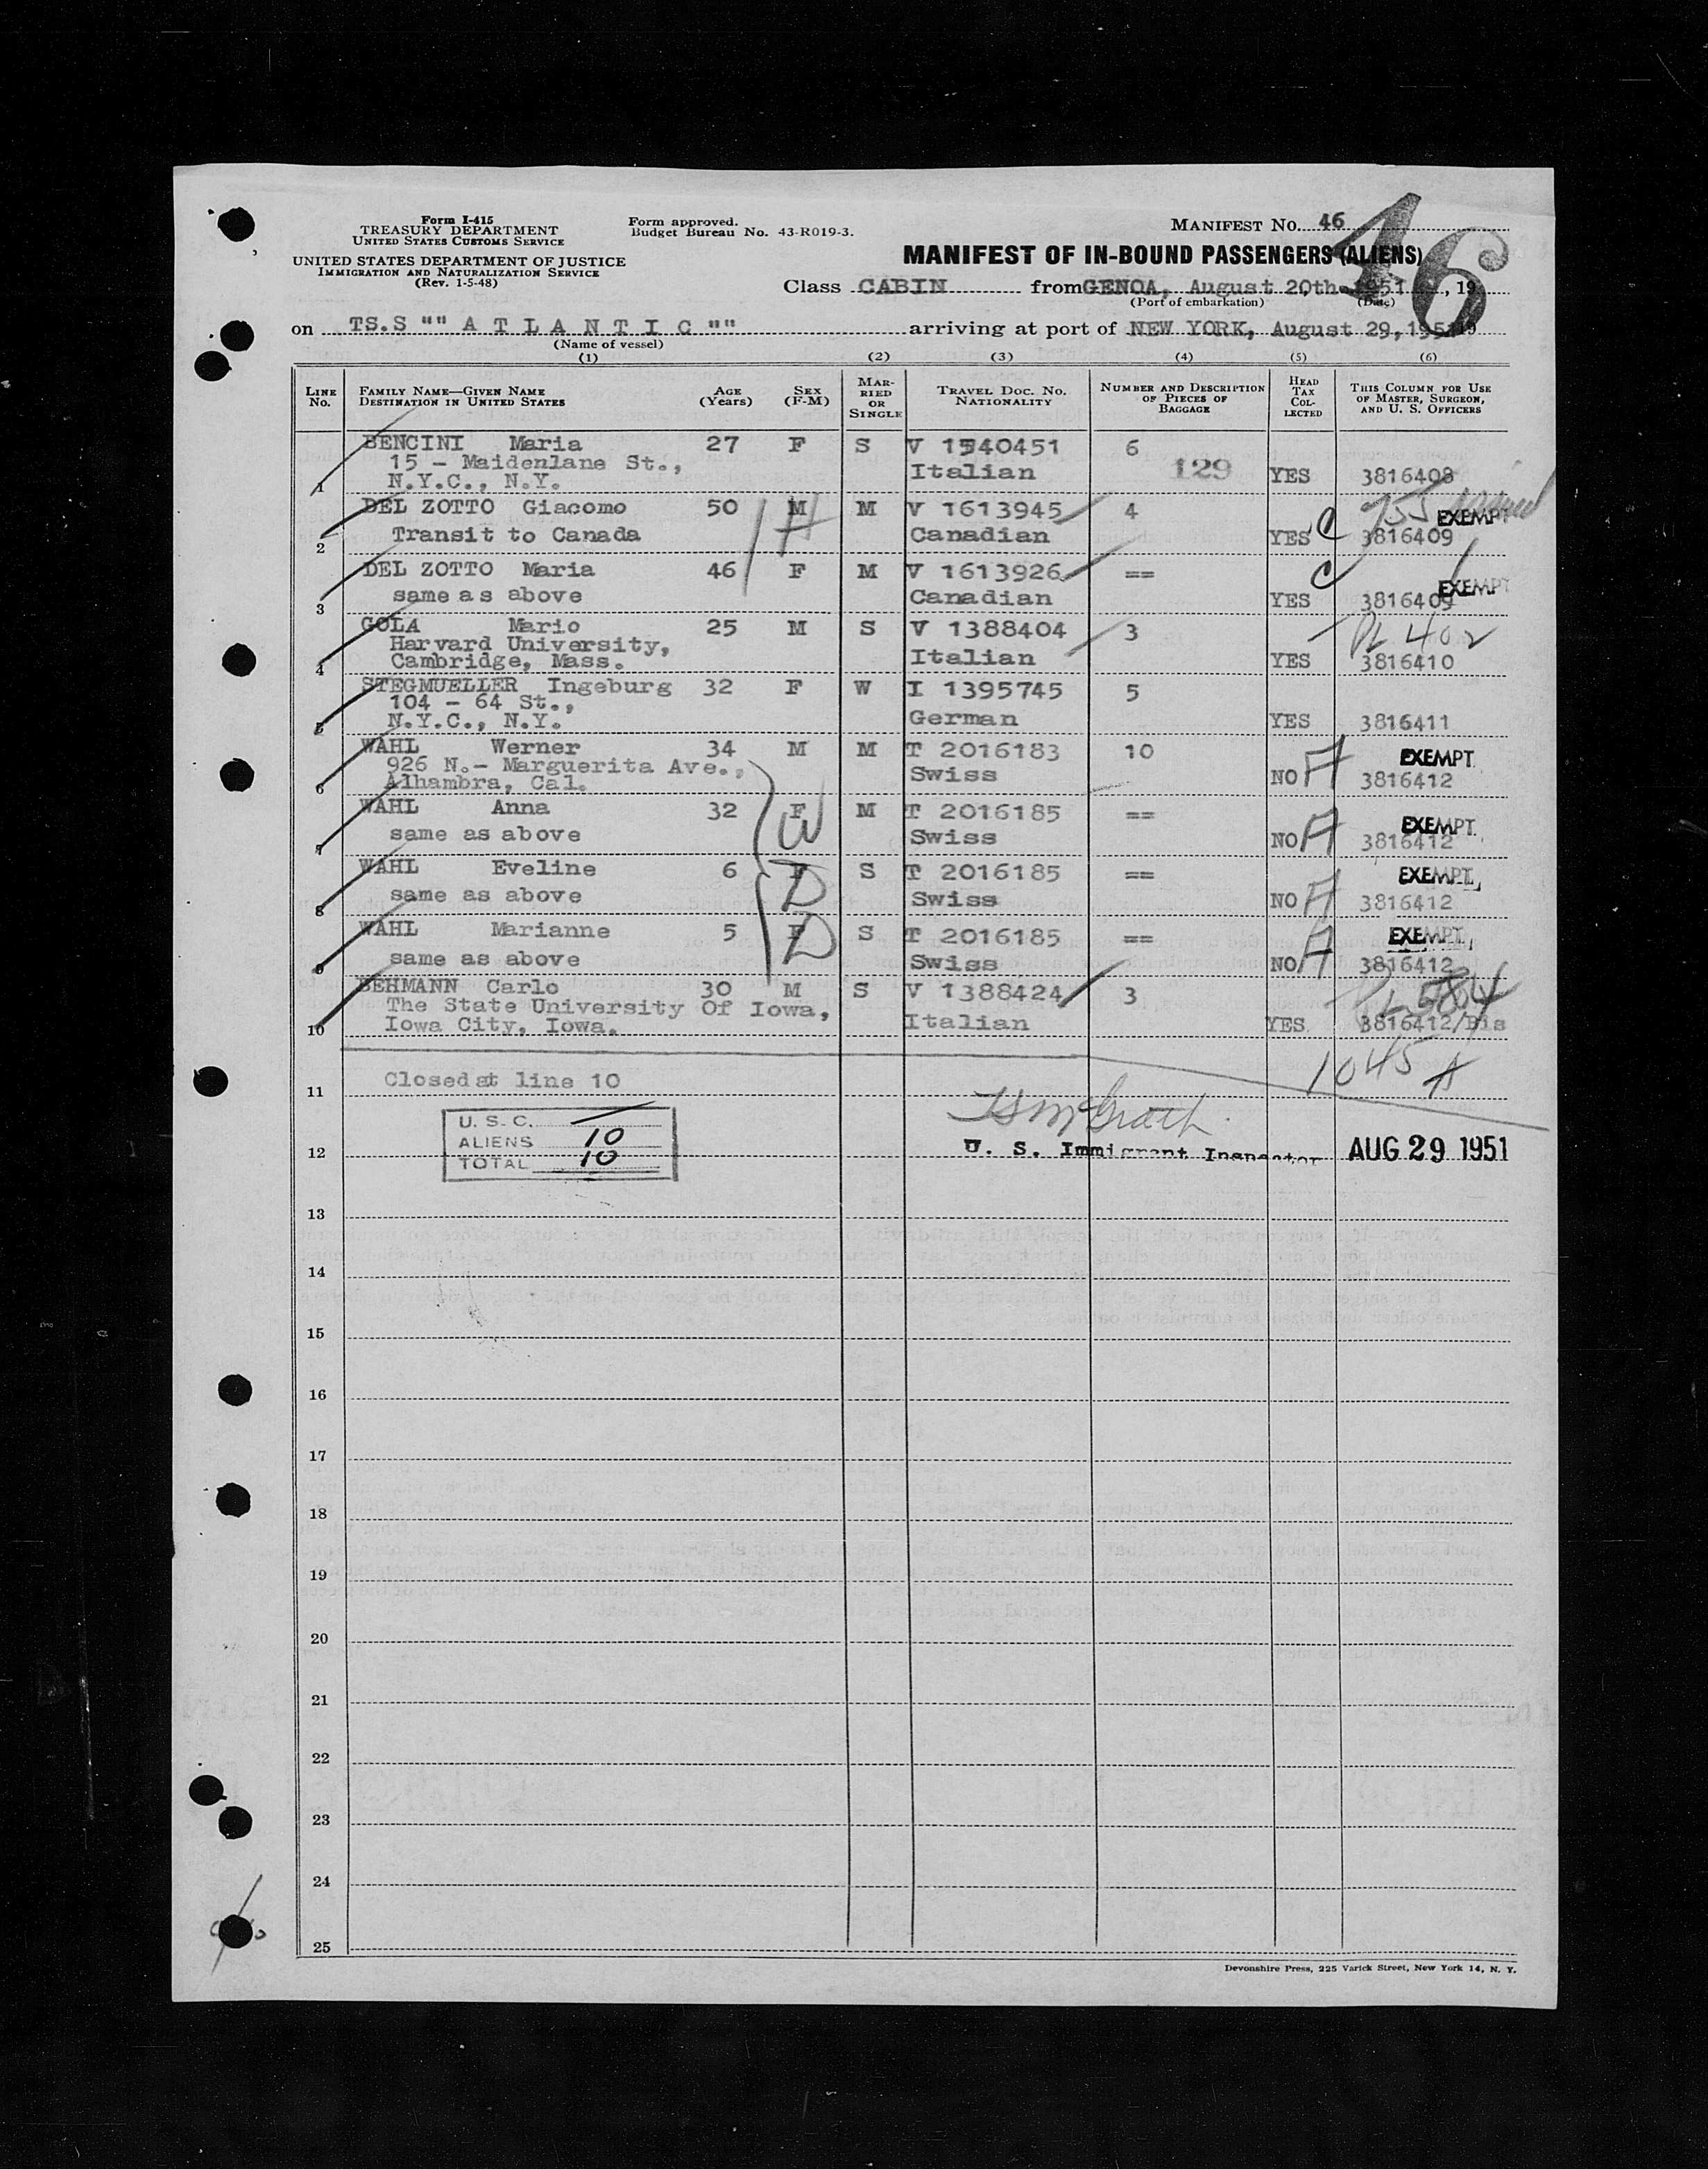 Form I-415
TREASURY DEPARTMENT
UNITED STATES CUSTOMS SERVICE
UNITED STATES DEPARTMENT OF JUSTICE
IMMIGRATION AND NATURALIZATION SERVICE
(Rev. 1-5-48)
Form approved.
Budget Bureau No. 43-R019-3.
MANIFEST NO. 46
46
MANIFEST OF IN-BOUND PASSENGERS (ALIENS)
Class CABIN from GENOA, August 20,th. 1951, 19
(Port of embarkation) (Date)
on TS.S "" A T L A N T I C "" arriving at port of NEW YORK, August 29, 1951 19
(Name of vessel)
(1) (2) (3) (4) (5) (6)
LINE No. FAMILY NAME—GIVEN NAME DESTINATION IN UNITED STATES AGE (Years) SEX (F-M) MARRIED OR SINGLE TRAVEL DOC. NO. NATIONALITY NUMBER AND DESCRIPTION OF PIECES OF BAGGAGE HEAD TAX COLLECTED THIS COLUMN FOR USE OF MASTER, SURGEON, AND U. S. OFFICERS
BENCINI Maria 27 F S V 1540451 6
15 - Maidenlane St., Italian 129
1 N.Y.C., N.Y. YES 3816408
DEL ZOTTO Giacomo 50 M M V 1613945 4 EXEMPT
2 Transit to Canada H Canadian YES C 3816409
DEL ZOTTO Maria 46 F M V 1613926 == C EXEMPT
3 same as above Canadian YES 3816409
GOLA Mario 25 M S V 1388404 3 PL 402
Harvard University,
4 Cambridge, Mass. Italian YES 3816410
STEGMUELLER Ingeburg 32 F W I 1395745 5
104 - 64 St.,
5 N.Y.C., N.Y. German YES 3816411
WAHL Werner 34 M M T 2016183 10 EXEMPT
926 N.- Marguerita Ave., Swiss
6 Alhambra, Cal. NO A 3816412
WAHL Anna 32 F M T 2016185 == EXEMPT
7 same as above W Swiss NO A 3816412
WAHL Eveline 6 F S T 2016185 == EXEMPT
8 same as above D Swiss NO A 3816412
WAHL Marianne 5 F S T 2016185 == EXEMPT
9 same as above D Swiss NO A 3816412
BEHMANN Carlo 30 M S V 1388424 3
The State University Of Iowa,
10 Iowa City, Iowa. Italian YES 3816412/Bis
1045 A
11 Closed at line 10
U.S.C.
ALIENS 10
12 TOTAL 10
U. S. Immigrant Inspector AUG 29 1951
13
14
15
16
17
18
19
20
21
22
23
24
25
Devonshire Press, 225 Varick Street, New York 14, N. Y.